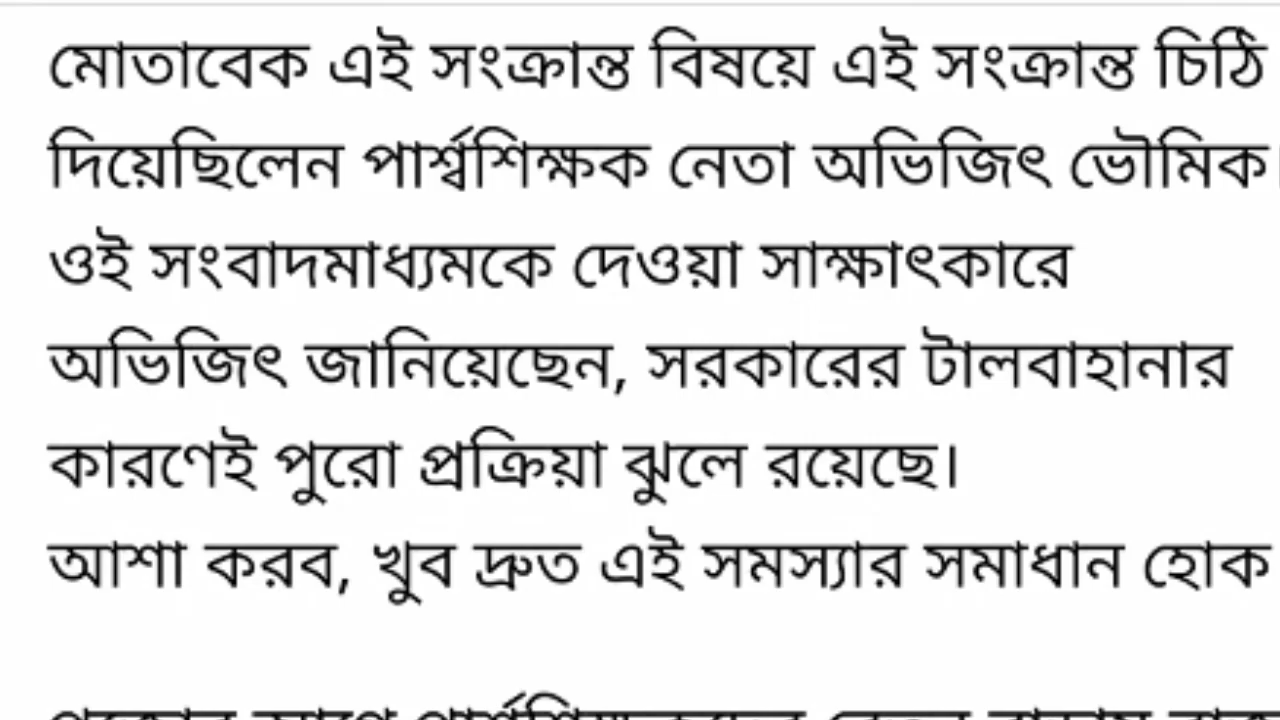 মোতাবেক এই সংক্রান্ত বিষয়ে এই সংক্রান্ত চিঠি
দিয়েছিলেন পার্শ্বশিক্ষক নেতা অভিজিৎ ভৌমিক।
ওই সংবাদমাধ্যমকে দেওয়া সাক্ষাৎকারে
অভিজিৎ জানিয়েছেন, সরকারের টালবাহানার
কারণেই পুরো প্রক্রিয়া ঝুলে রয়েছে।
আশা করব, খুব দ্রুত এই সমস্যার সমাধান হোক